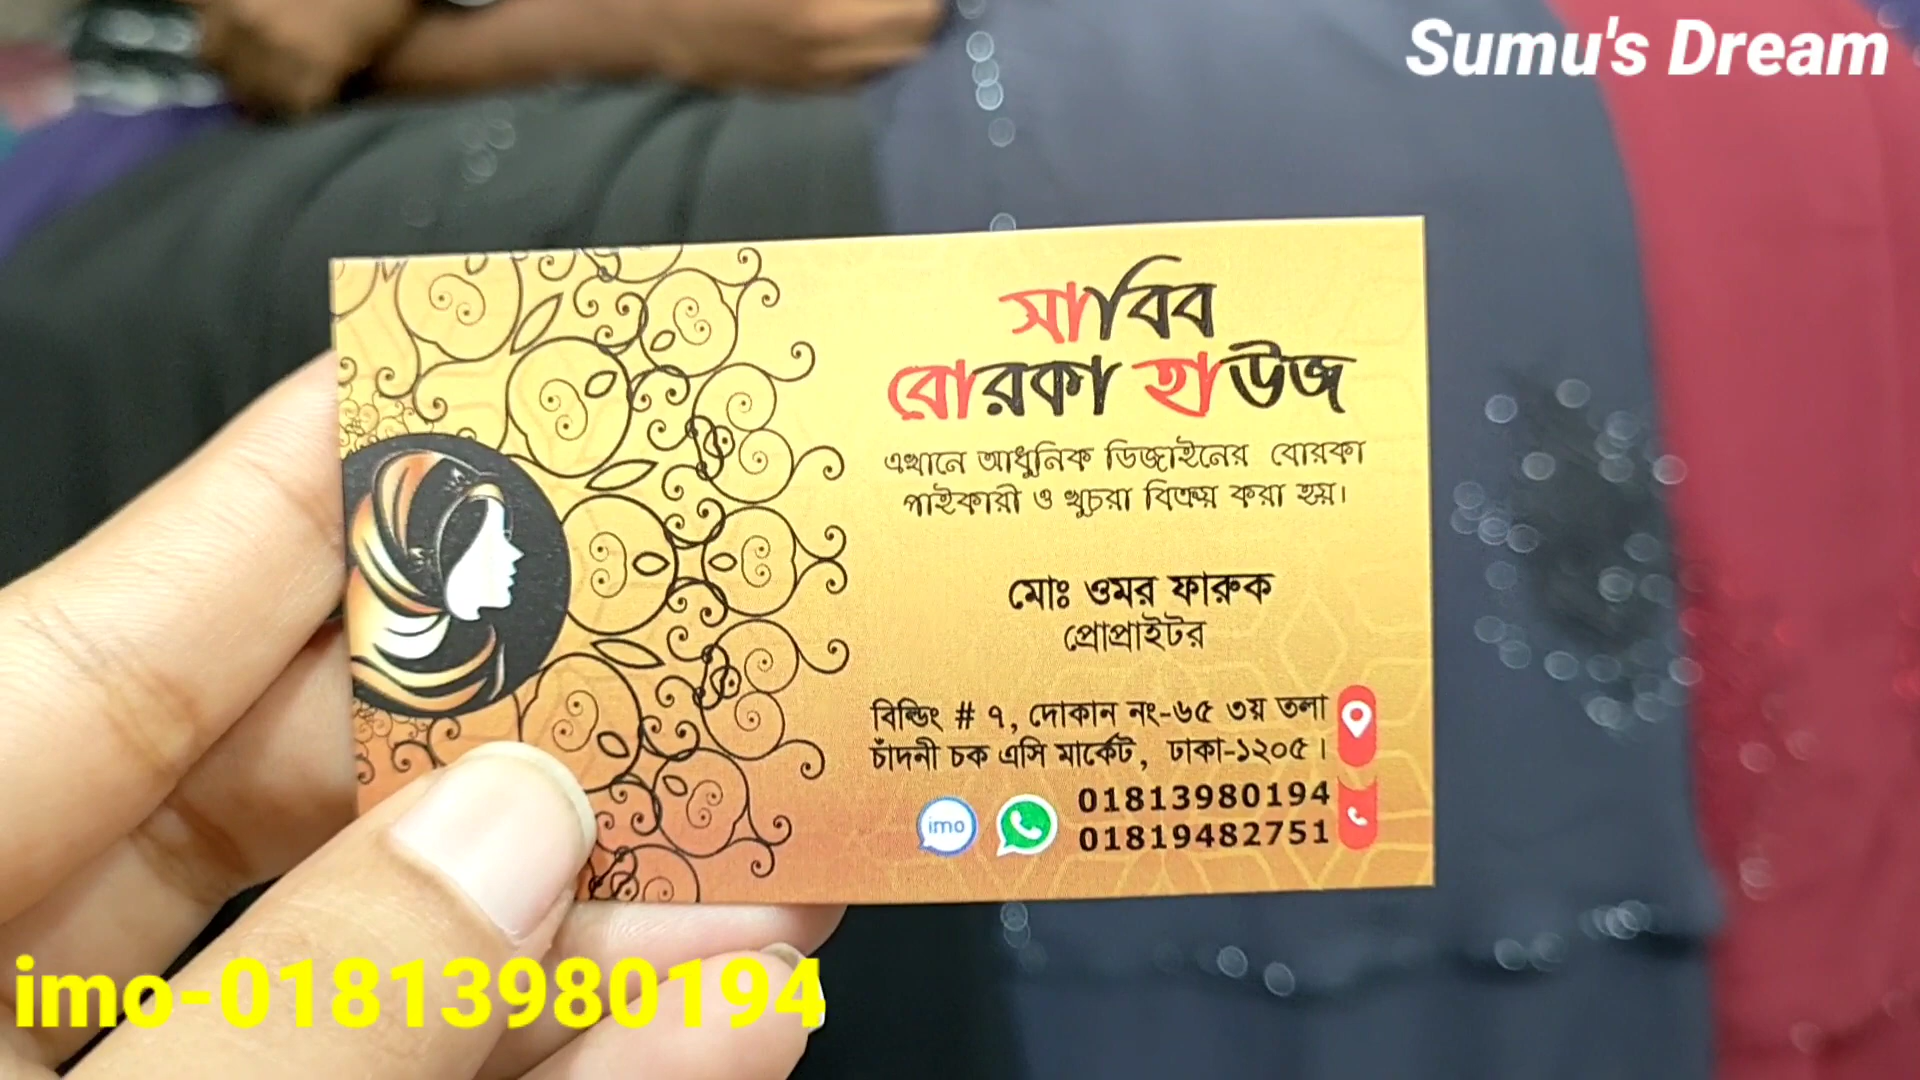 Sumu's Dream
সাবিব
বোরকা হাউজ
এখানে আধুনিক ডিজাইনের বোরকা
পাইকারী ও খুচরা বিক্রয় করা হয়।
মোঃ ওমর ফারুক
প্রোপ্রাইটর
বিল্ডিং # ৭, দোকান নং-৬৫ ৩য় তলা
চাঁদনী চক এসি মার্কেট, ঢাকা-১২০৫।
imo
01813980194
01819482751
imo-01813980194